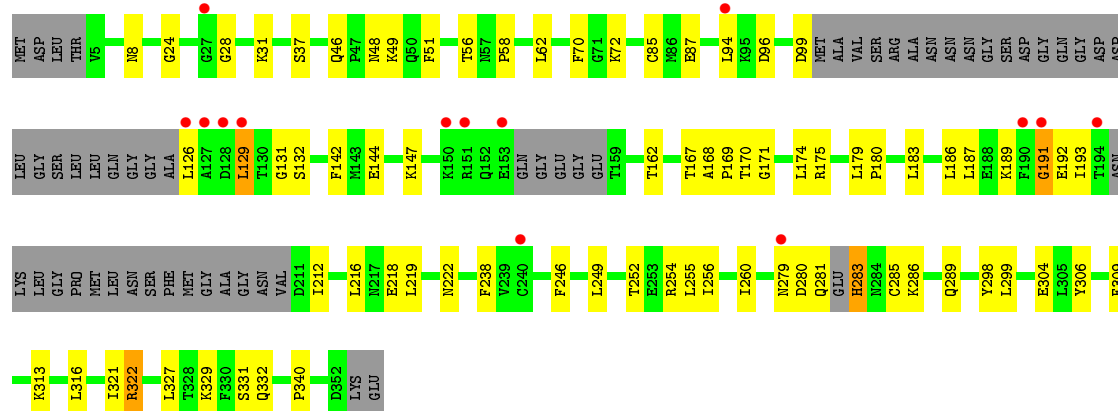 MET ASP LEU THR V5 N8 G24 G27 G28 K31 S37 Q46 P47 N48 K49 Q50 F51 T56 N57 P58 L62 F70 G71 K72 C85 M86 E87 L94 K95 D96 D99 MET ALA VAL SER ARG ALA ASN ASN ASN GLY SER ASP GLY GLN GLY ASP ASP
LEU GLY SER LEU LEU GLN GLY GLY ALA L126 A127 D128 L129 T130 G131 S132 F142 M143 E144 K147 K150 R151 Q152 E153 GLN GLY GLU GLY GLU T159 T162 T167 A168 P169 T170 G171 L174 R175 L179 P180 L183 L186 L187 E188 K189 F190 G191 E192 I193 T194 ASN
LYS LEU GLY PRO MET LEU ASN SER PHE MET GLY ALA GLY ASN VAL D211 I212 L216 N217 E218 L219 N222 F238 V239 C240 F246 L249 T252 E253 R254 L255 I256 I260 N279 D280 Q281 GLU H283 N284 C285 K286 Q289 Y298 L299 E304 L305 Y306
K313 L316 I321 R322 L327 T328 K329 F330 S331 Q332 P340 D352 LYS GLU